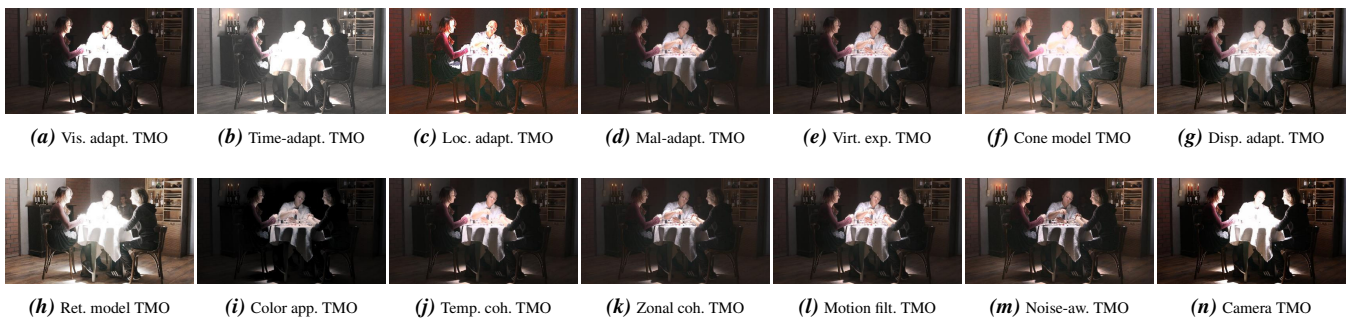 (a) Vis. adapt. TMO (b) Time-adapt. TMO (c) Loc. adapt. TMO (d) Mal-adapt. TMO (e) Virt. exp. TMO (f) Cone model TMO (g) Disp. adapt. TMO
(h) Ret. model TMO (i) Color app. TMO (j) Temp. coh. TMO (k) Zonal coh. TMO (l) Motion filt. TMO (m) Noise-aw. TMO (n) Camera TMO